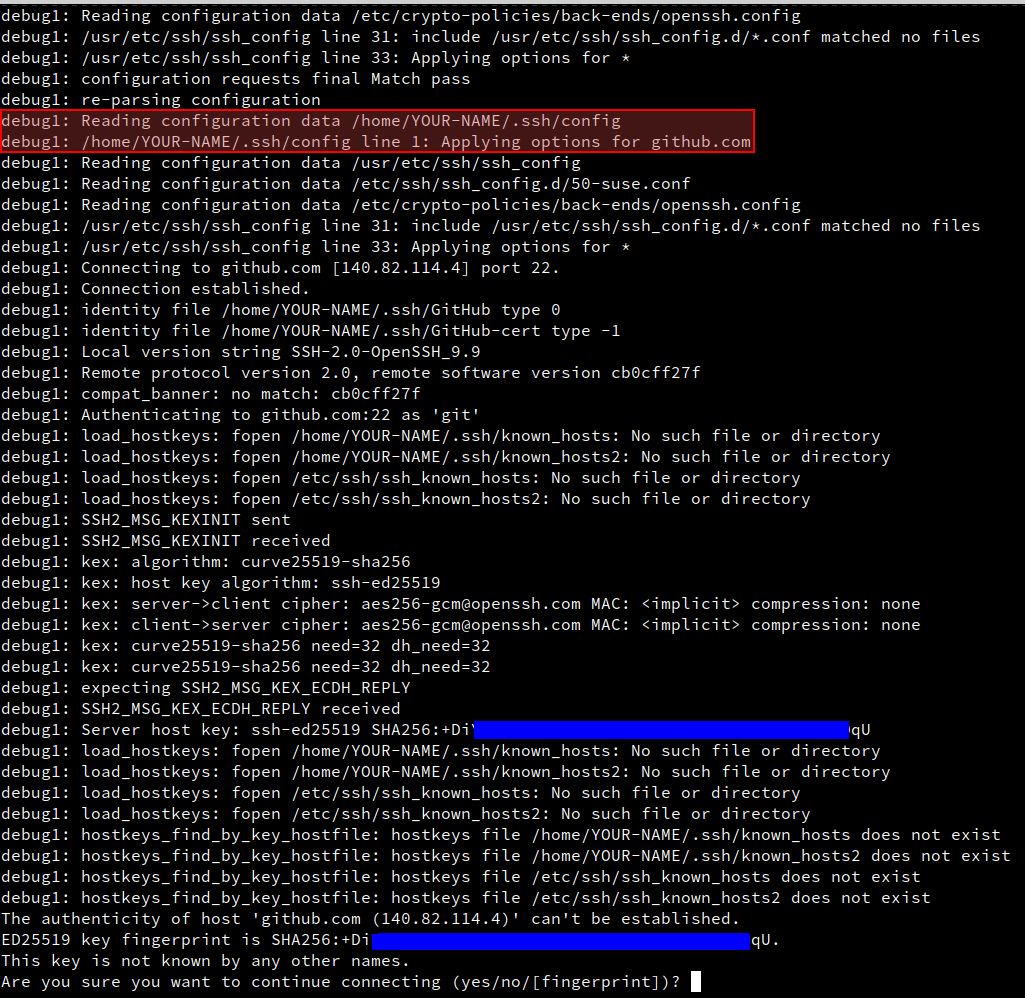 debug1: Reading configuration data /etc/crypto-policies/back-ends/openssh.config
debug1: /usr/etc/ssh/ssh_config line 31: include /usr/etc/ssh/ssh_config.d/*.conf matched no files
debug1: /usr/etc/ssh/ssh_config line 33: Applying options for *
debug1: configuration requests final Match pass
debug1: re-parsing configuration
debug1: Reading configuration data /home/YOUR-NAME/.ssh/config
debug1: /home/YOUR-NAME/.ssh/config line 1: Applying options for github.com
debug1: Reading configuration data /usr/etc/ssh/ssh_config
debug1: Reading configuration data /etc/ssh/ssh_config.d/50-suse.conf
debug1: Reading configuration data /etc/crypto-policies/back-ends/openssh.config
debug1: /usr/etc/ssh/ssh_config line 31: include /usr/etc/ssh/ssh_config.d/*.conf matched no files
debug1: /usr/etc/ssh/ssh_config line 33: Applying options for *
debug1: Connecting to github.com [140.82.114.4] port 22.
debug1: Connection established.
debug1: identity file /home/YOUR-NAME/.ssh/GitHub type 0
debug1: identity file /home/YOUR-NAME/.ssh/GitHub-cert type -1
debug1: Local version string SSH-2.0-OpenSSH_9.9
debug1: Remote protocol version 2.0, remote software version cb0cff27f
debug1: compat_banner: no match: cb0cff27f
debug1: Authenticating to github.com:22 as 'git'
debug1: load_hostkeys: fopen /home/YOUR-NAME/.ssh/known_hosts: No such file or directory
debug1: load_hostkeys: fopen /home/YOUR-NAME/.ssh/known_hosts2: No such file or directory
debug1: load_hostkeys: fopen /etc/ssh/ssh_known_hosts: No such file or directory
debug1: load_hostkeys: fopen /etc/ssh/ssh_known_hosts2: No such file or directory
debug1: SSH2_MSG_KEXINIT sent
debug1: SSH2_MSG_KEXINIT received
debug1: kex: algorithm: curve25519-sha256
debug1: kex: host key algorithm: ssh-ed25519
debug1: kex: server->client cipher: aes256-gcm@openssh.com MAC: <implicit> compression: none
debug1: kex: client->server cipher: aes256-gcm@openssh.com MAC: <implicit> compression: none
debug1: kex: curve25519-sha256 need=32 dh_need=32
debug1: kex: curve25519-sha256 need=32 dh_need=32
debug1: expecting SSH2_MSG_KEX_ECDH_REPLY
debug1: SSH2_MSG_KEX_ECDH_REPLY received
debug1: Server host key: ssh-ed25519 SHA256:+Di qU
debug1: load_hostkeys: fopen /home/YOUR-NAME/.ssh/known_hosts: No such file or directory
debug1: load_hostkeys: fopen /home/YOUR-NAME/.ssh/known_hosts2: No such file or directory
debug1: load_hostkeys: fopen /etc/ssh/ssh_known_hosts: No such file or directory
debug1: load_hostkeys: fopen /etc/ssh/ssh_known_hosts2: No such file or directory
debug1: hostkeys_find_by_key_hostfile: hostkeys file /home/YOUR-NAME/.ssh/known_hosts does not exist
debug1: hostkeys_find_by_key_hostfile: hostkeys file /home/YOUR-NAME/.ssh/known_hosts2 does not exist
debug1: hostkeys_find_by_key_hostfile: hostkeys file /etc/ssh/ssh_known_hosts does not exist
debug1: hostkeys_find_by_key_hostfile: hostkeys file /etc/ssh/ssh_known_hosts2 does not exist
The authenticity of host 'github.com (140.82.114.4)' can't be established.
ED25519 key fingerprint is SHA256:+Di qU.
This key is not known by any other names.
Are you sure you want to continue connecting (yes/no/[fingerprint])?